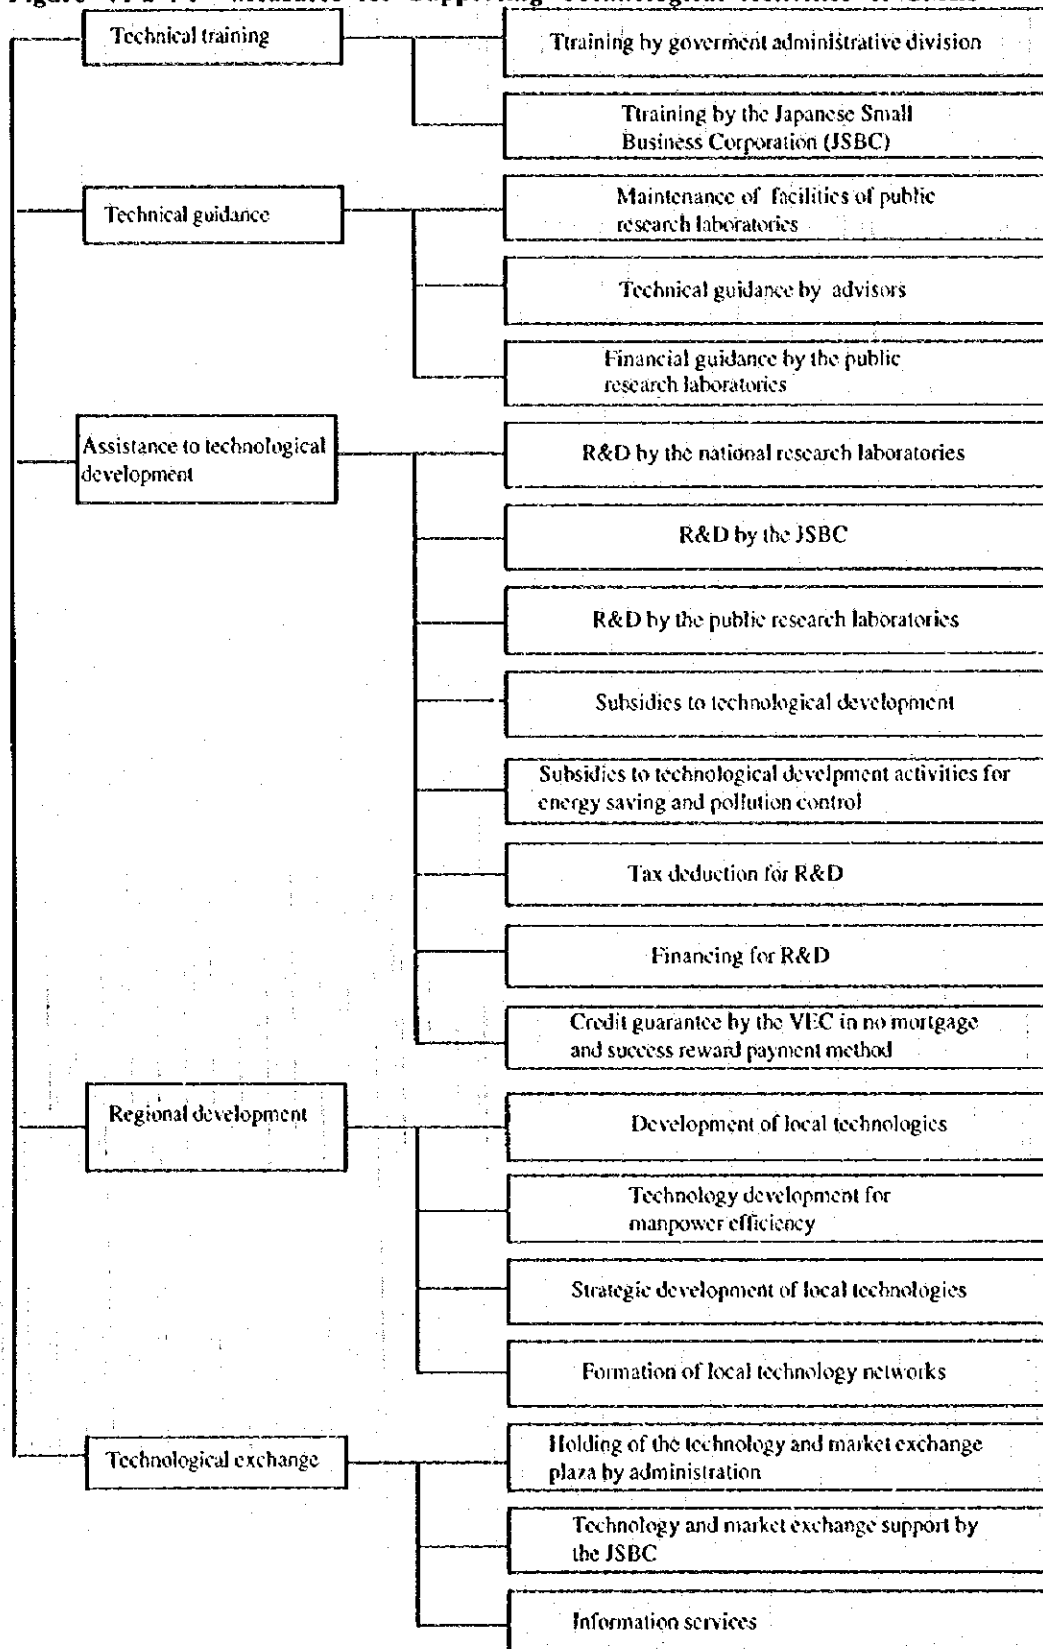 Supporting Technological Activities
Technical training
Ttraining by goverment administrative division
Ttraining by the Japanese Small
Business Corporation (JSBC)
Technical guidance
Maintenance of facilities of public
research laboratories
Technical guidance by advisors
Financial guidance by the public
research laboratories
Assistance to technological
development
R&D by the national research laboratories
R&D by the JSBC
R&D by the public research laboratories
Subsidies to technological development
Subsidies to technological develpment activities for
energy saving and pollution control
Tax deduction for R&D
Financing for R&D
Credit guarantee by the VEC in no mortgage
and success reward payment method
Regional development
Development of local technologies
Technology development for
manpower efficiency
Strategic development of local technologies
Formation of local technology networks
Technological exchange
Holding of the technology and market exchange
plaza by administration
Technology and market exchange support by
the JSBC
Information services